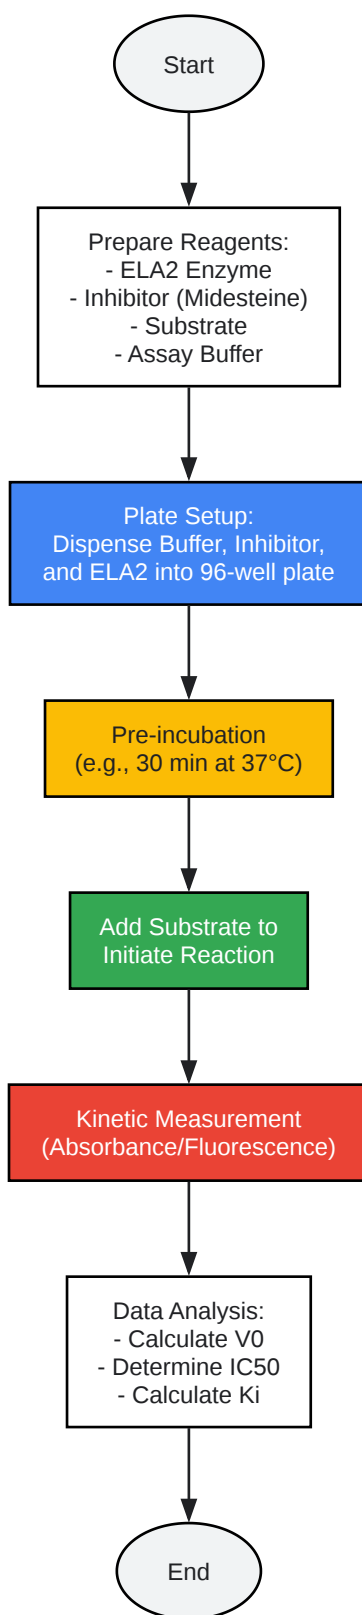 Start
Prepare Reagents:
- ELA2 Enzyme
- Inhibitor (Midesteine)
- Substrate
- Assay Buffer
Plate Setup:
Dispense Buffer, Inhibitor,
and ELA2 into 96-well plate
Pre-incubation
(e.g., 30 min at 37°C)
Add Substrate to
Initiate Reaction
Kinetic Measurement
(Absorbance/Fluorescence)
Data Analysis:
- Calculate V0
- Determine IC50
- Calculate Ki
End